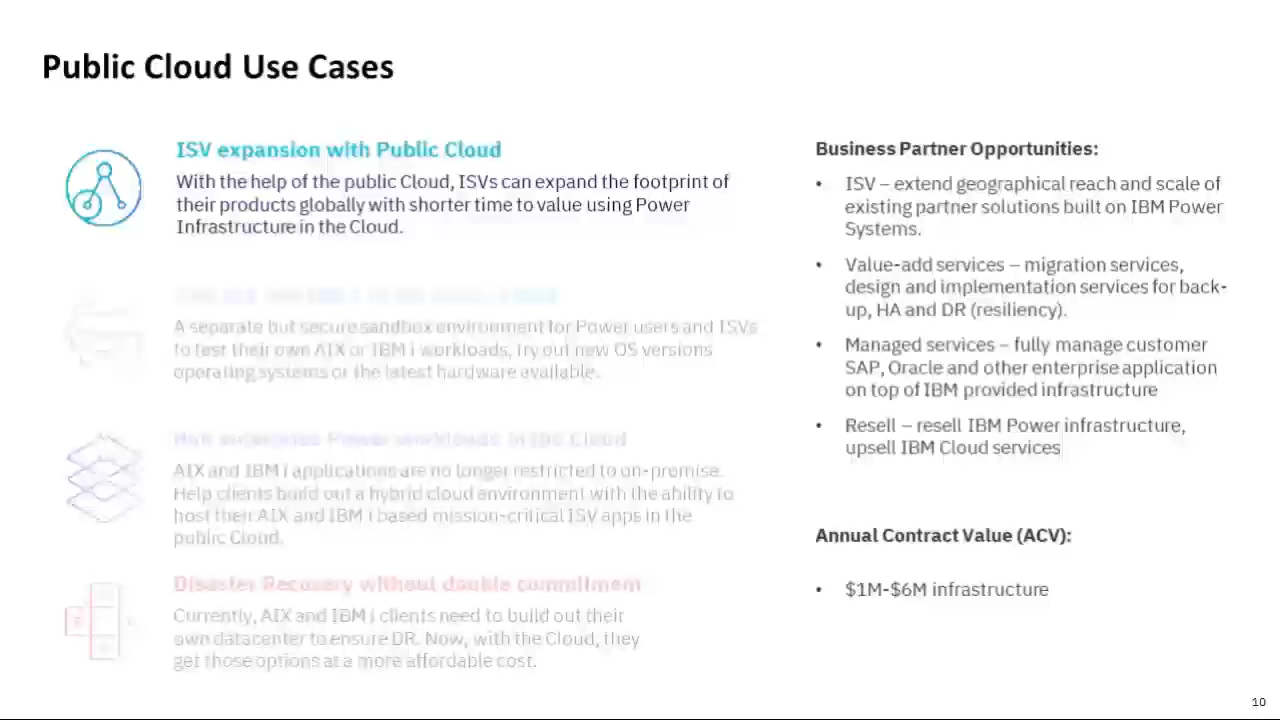 Public Cloud Use Cases
ISV expansion with Public Cloud
With the help of the public Cloud, ISVs can expand the footprint of
their products globally with shorter time to value using Power
Infrastructure in the Cloud.
A separate but secure sandbox environment for Power users and ISVs
to test their own AIX or IBM i workloads, try out new OS versions
operating systems or the latest hardware available.
Power workloads in the Cloud
AIX and IBM i applications are no longer restricted to on-premise.
Help clients build out a hybrid cloud environment with the ability to
host their AIX and IBM i based mission-critical ISV apps in the
public Cloud.
Disaster Recovery without double commitment
Currently, AIX and IBM i clients need to build out their
own datacenter to ensure DR. Now, with the Cloud, they
get those options at a more affordable cost.
Business Partner Opportunities:
• ISV – extend geographical reach and scale of
existing partner solutions built on IBM Power
Systems.
• Value-add services – migration services,
design and implementation services for back-
up, HA and DR (resiliency).
• Managed services – fully manage customer
SAP, Oracle and other enterprise application
on top of IBM provided infrastructure
• Resell – resell IBM Power infrastructure,
upsell IBM Cloud services
Annual Contract Value (ACV):
• $1M-$6M infrastructure
10